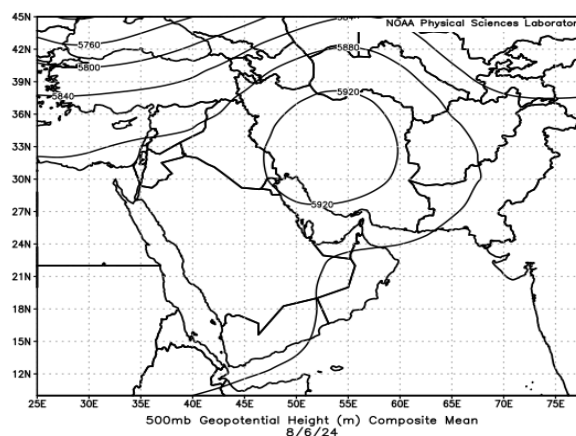 NOAA Physical Sciences Laborator
45N
42N
39N
36N
33N
30N
27N
24N
21N
18N
15N
12N
5760
5800
5840
5880
5920
5920
25E 30E 35E 40E 45E 50E 55E 60E 65E 70E 75E
500mb Geopotential Height (m) Composite Mean
8/6/24